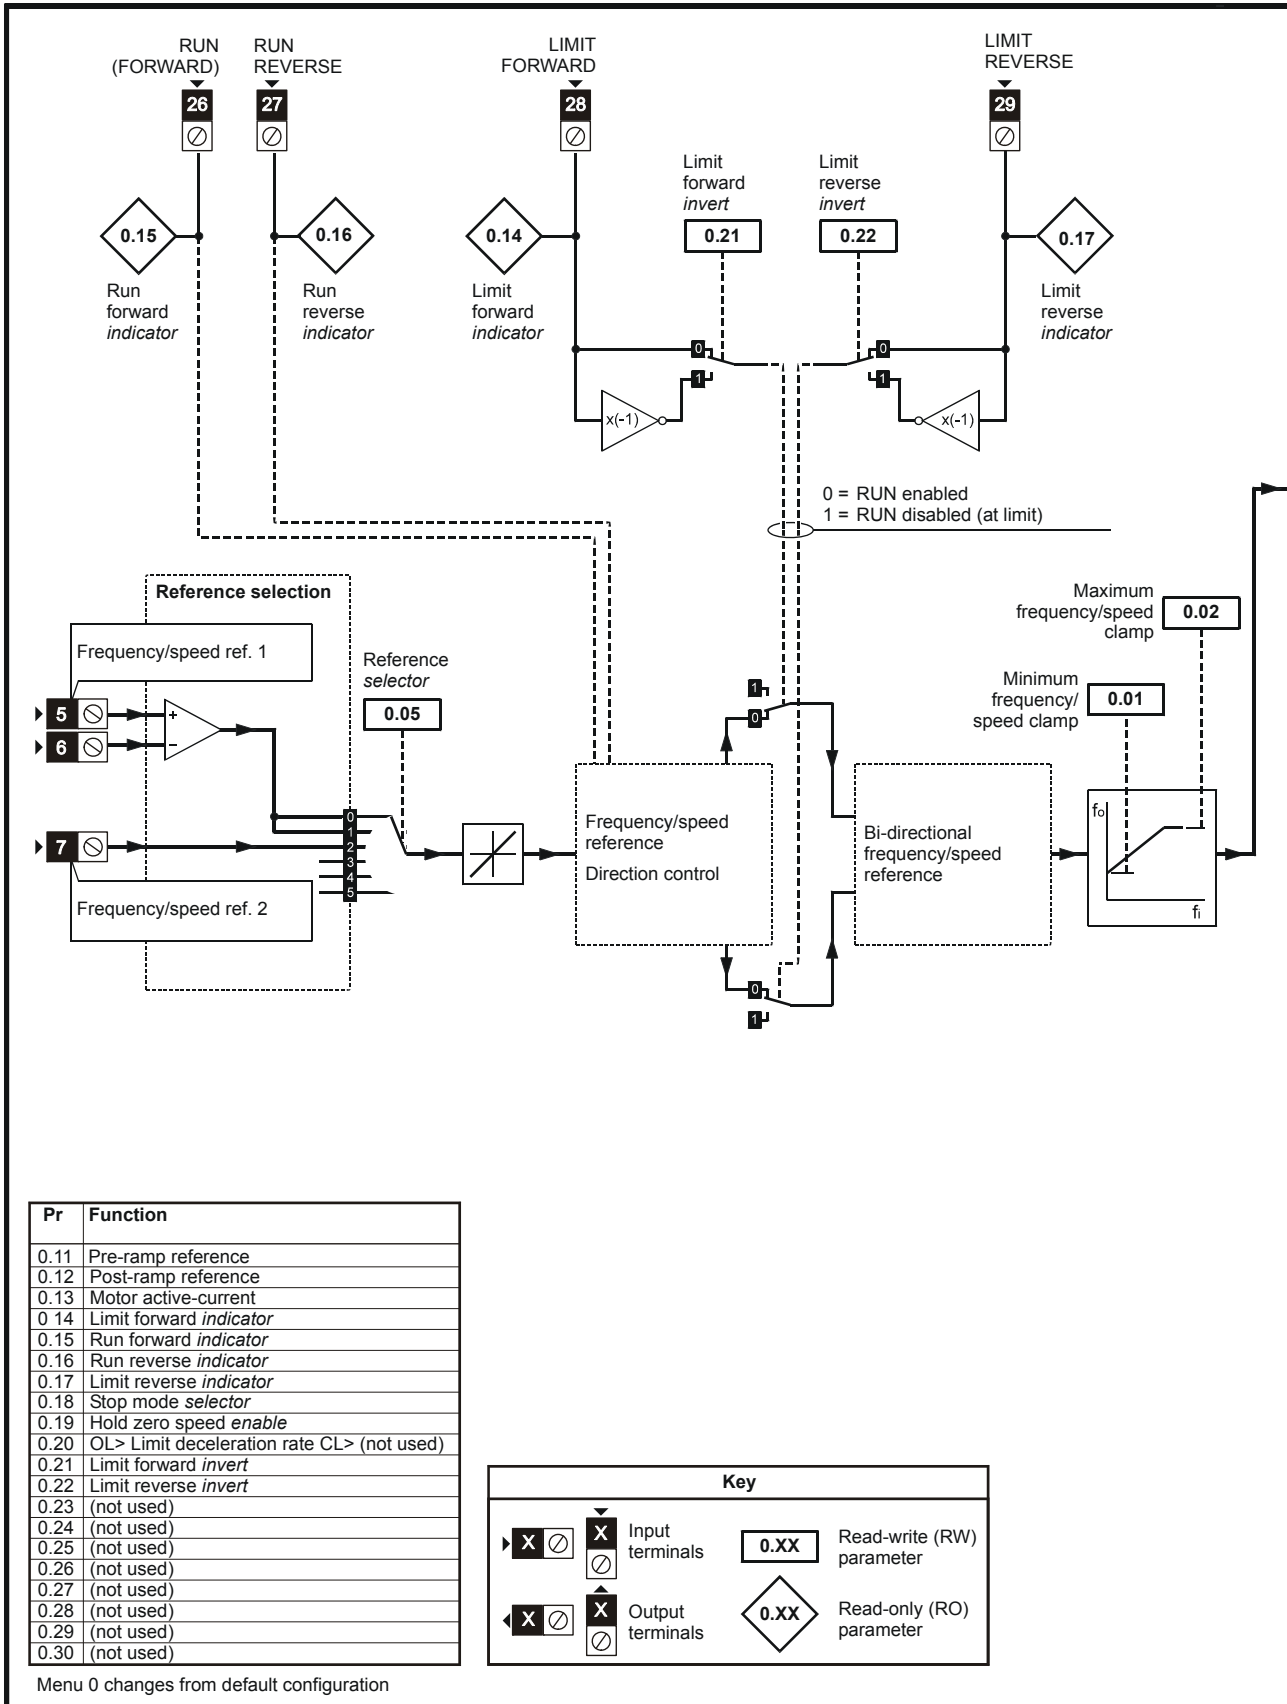 RUN
(FORWARD)
RUN
REVERSE
LIMIT
FORWARD
LIMIT
REVERSE
26
27
28
29
Limit
forward
invert
Limit
reverse
invert
0.15
0.16
0.14
0.21
0.22
0.17
Run
forward
indicator
Run
reverse
indicator
Limit
forward
indicator
Limit
reverse
indicator
0
1
0
1
x(-1)
x(-1)
0 = RUN enabled
1 = RUN disabled (at limit)
Reference selection
Frequency/speed ref. 1
5
6
+
−
7
Frequency/speed ref. 2
0
1
2
3
4
5
Reference
selector
0.05
Frequency/speed
reference
Direction control
1
0
0
1
Bi-directional
frequency/speed
reference
Maximum
frequency/speed
clamp
0.02
Minimum
frequency/
speed clamp
0.01
fo
fi
Pr Function
0.11 Pre-ramp reference
0.12 Post-ramp reference
0.13 Motor active-current
0 14 Limit forward indicator
0.15 Run forward indicator
0.16 Run reverse indicator
0.17 Limit reverse indicator
0.18 Stop mode selector
0.19 Hold zero speed enable
0.20 OL> Limit deceleration rate CL> (not used)
0.21 Limit forward invert
0.22 Limit reverse invert
0.23 (not used)
0.24 (not used)
0.25 (not used)
0.26 (not used)
0.27 (not used)
0.28 (not used)
0.29 (not used)
0.30 (not used)
Menu 0 changes from default configuration
Key
X
X
Input
terminals
0.XX
Read-write (RW)
parameter
X
X
Output
terminals
0.XX
Read-only (RO)
parameter